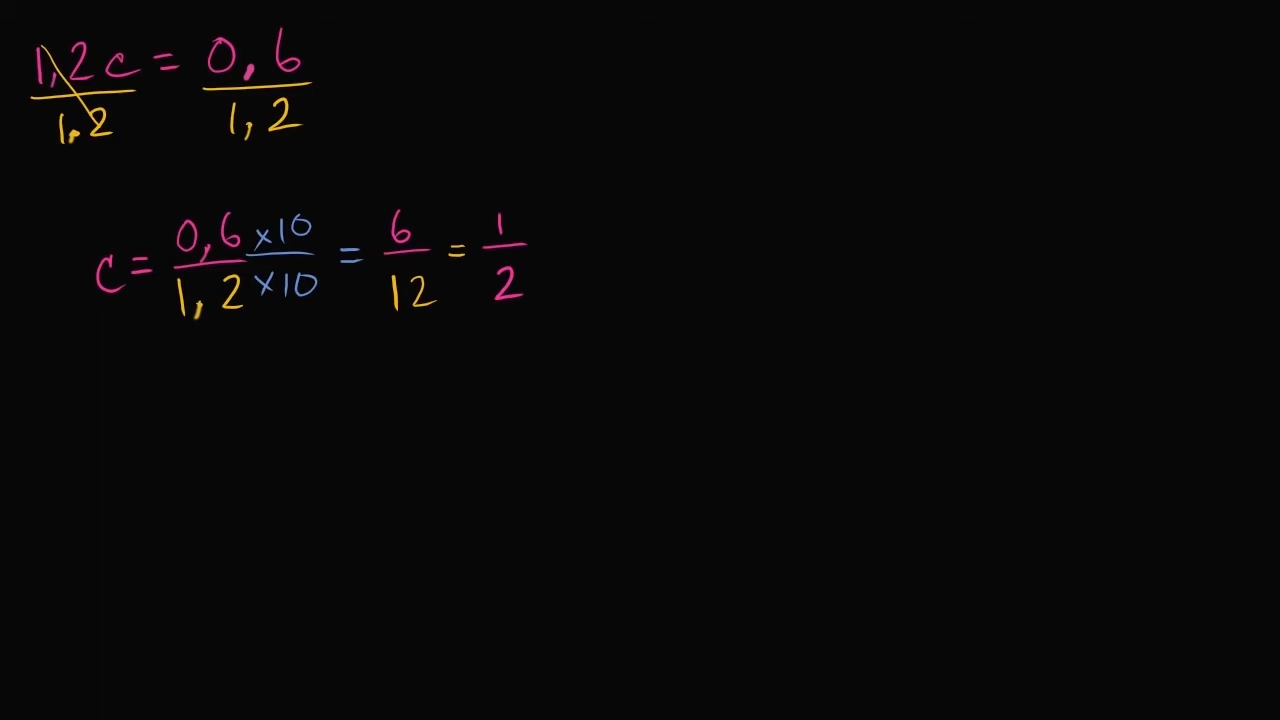 1,2c = 0,6
1,2 1,2
c = 0,6 ×10 = 6 = 1
1,2 ×10 12 2